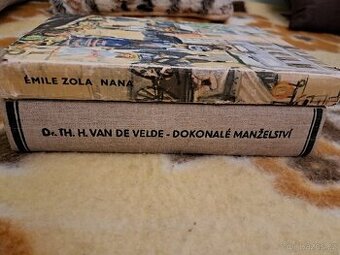 ÉMILE ZOLA NANA
Dr. TH. H. VAN DE VELDE - DOKONALÉ MANŽELSTVÍ